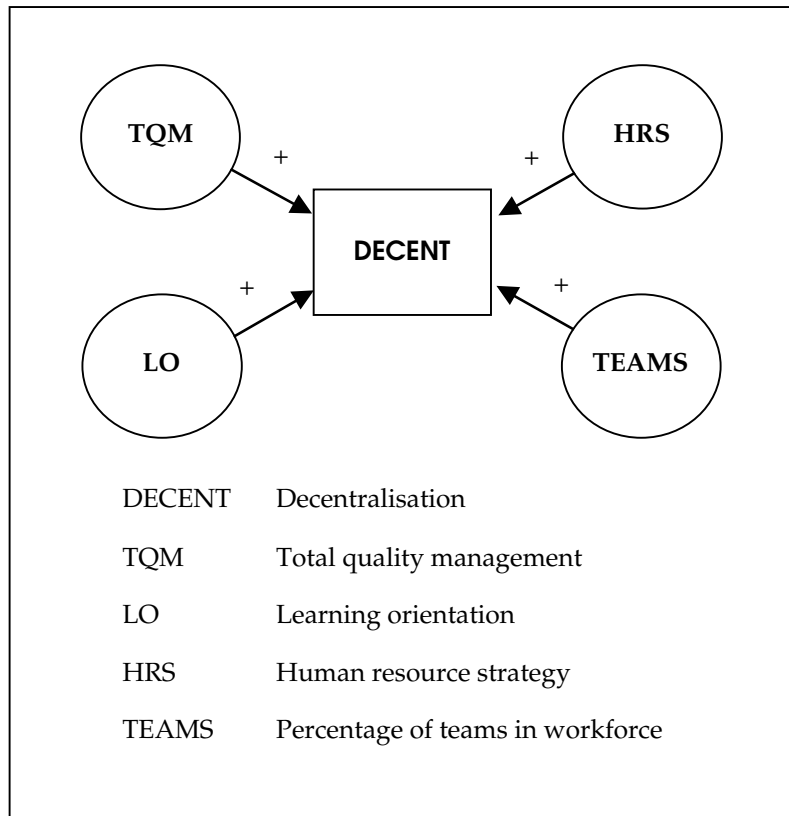 TQM
HRS
+
+
DECENT
+
+
LO
TEAMS
DECENT Decentralisation
TQM Total quality management
LO Learning orientation
HRS Human resource strategy
TEAMS Percentage of teams in workforce